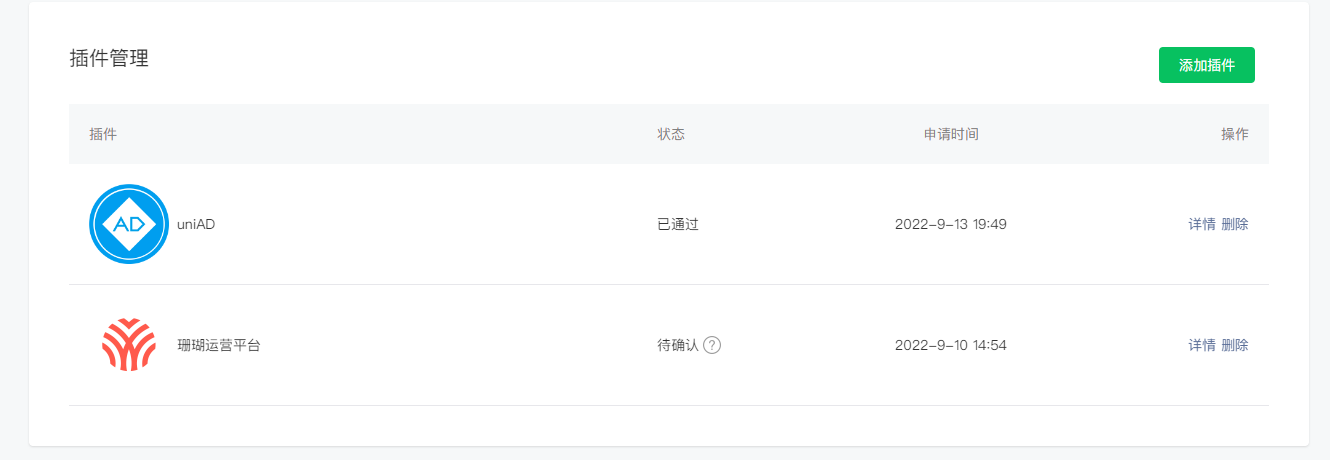 插件管理
添加插件
插件 状态 申请时间 操作
AD uniAD 已通过 2022-9-13 19:49 详情 删除
珊瑚运营平台 待确认 ? 2022-9-10 14:54 详情 删除